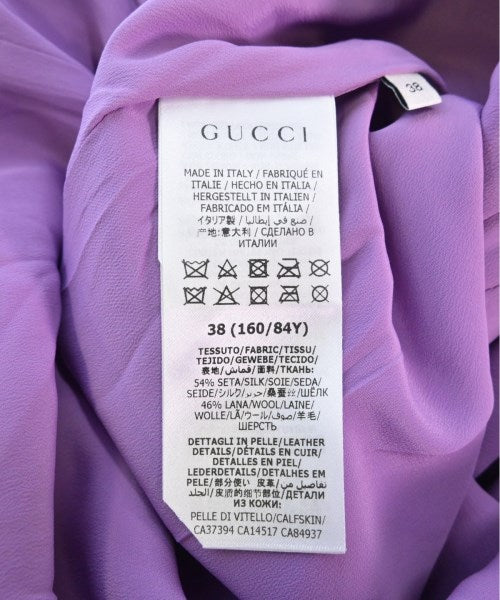 38
GUCCI
MADE IN ITALY / FABRIQUÉ EN
ITALIE / HECHO EN ITALIA /
HERGESTELLT IN ITALIEN /
FABRICADO EM ITÁLIA /
イタリア製 / صنع في إيطاليا /
产地:意大利 / СДЕЛАНО В
ИТАЛИИ
38 (160/84Y)
TESSUTO/FABRIC/TISSU/
TEJIDO/GEWEBE/TECIDO/
表地/قماش/面料/ТКАНЬ:
54% SETA/SILK/SOIE/SEDA/
SEIDE/シルク/حرير/桑蚕丝/ШЁЛК
46% LANA/WOOL/LAINE/
WOLLE/LÃ/ウール/صوف/羊毛/
ШЕРСТЬ
DETTAGLI IN PELLE/LEATHER
DETAILS/DÉTAILS EN CUIR/
DETALLES EN PIEL/
LEDERDETAILS/DETALHES EM
PELE/部分使い 皮革/تفاصيل من
الجلد/皮质的细节部位/ДЕТАЛИ
ИЗ КОЖИ:
PELLE DI VITELLO/CALFSKIN/
CA37394 CA14517 CA84937